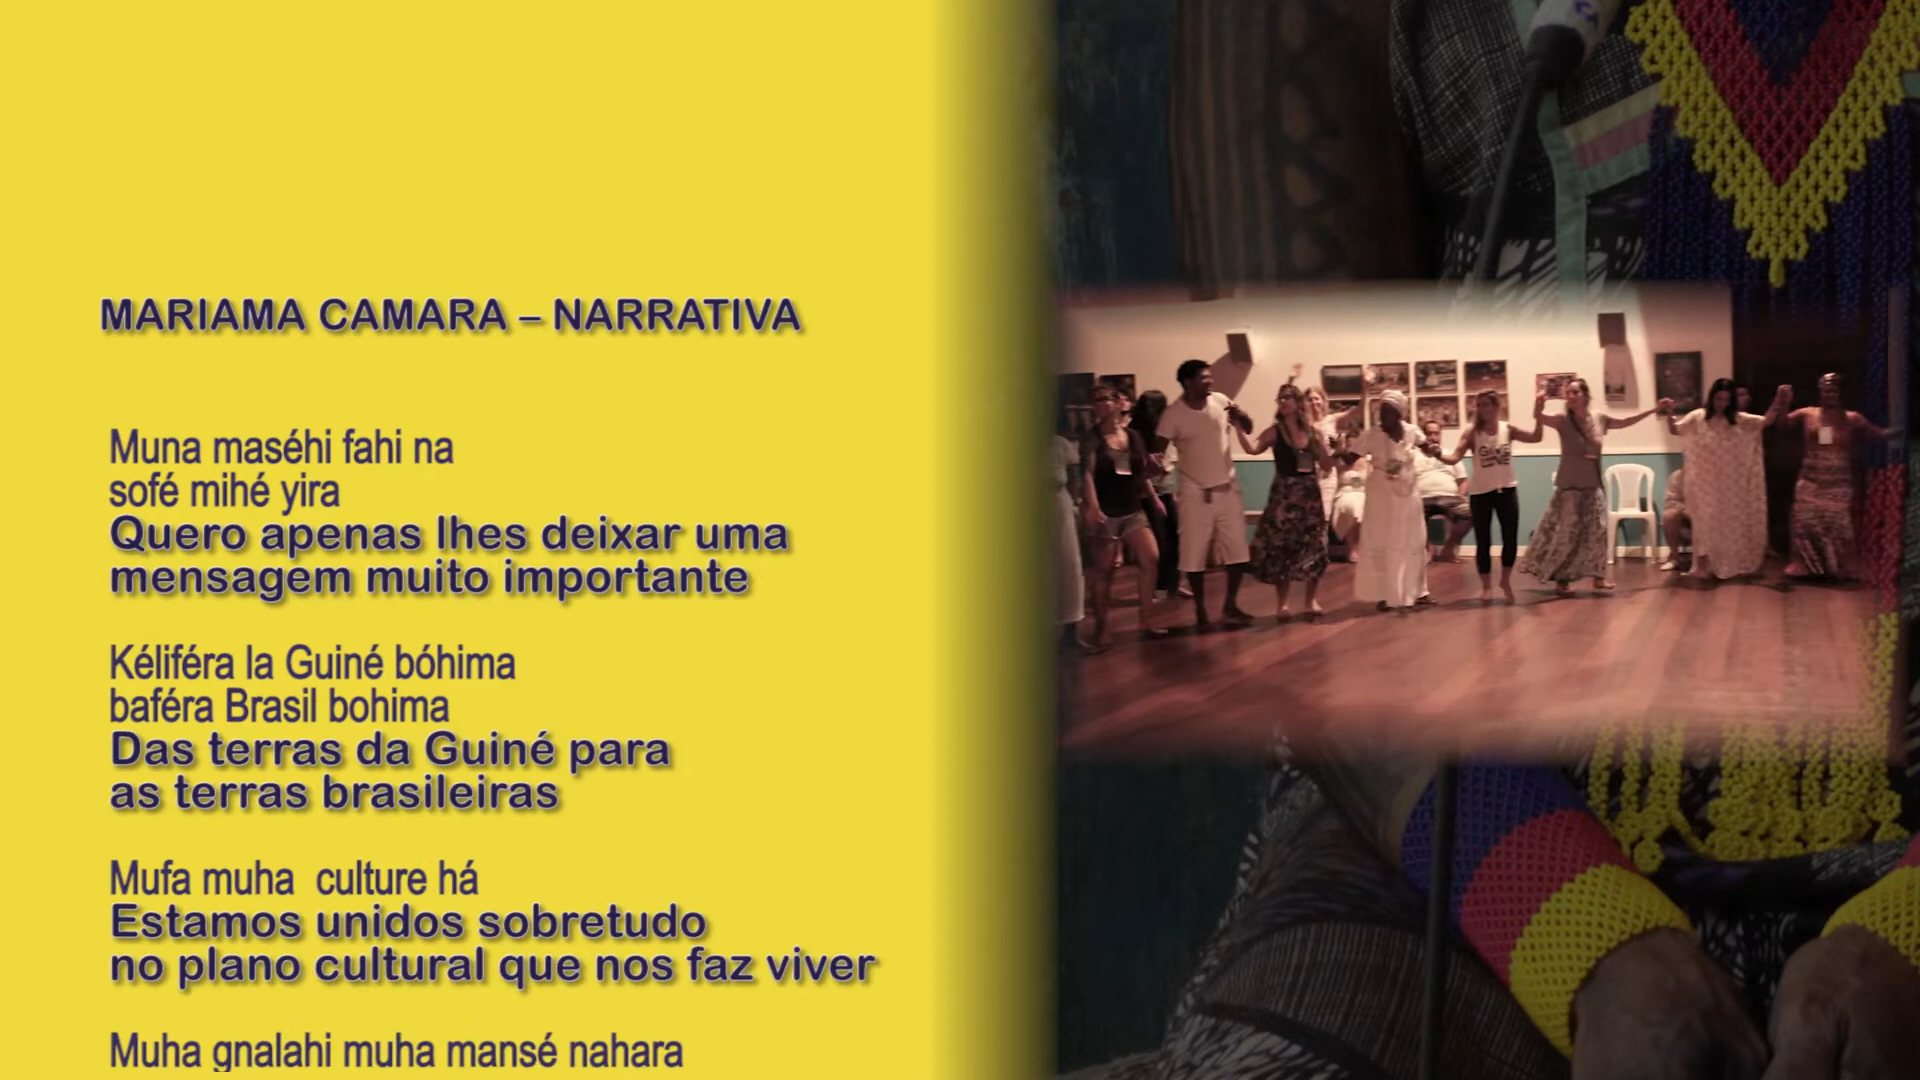 MARIAMA CAMARA – NARRATIVA
Muna maséhi fahi na
sofé mihé yira
Quero apenas lhes deixar uma
mensagem muito importante
Kéliféra la Guiné bóhima
baféra Brasil bohima
Das terras da Guiné para
as terras brasileiras
Mufa muha culture há
Estamos unidos sobretudo
no plano cultural que nos faz viver
Muha gnalahi muha mansé nahara